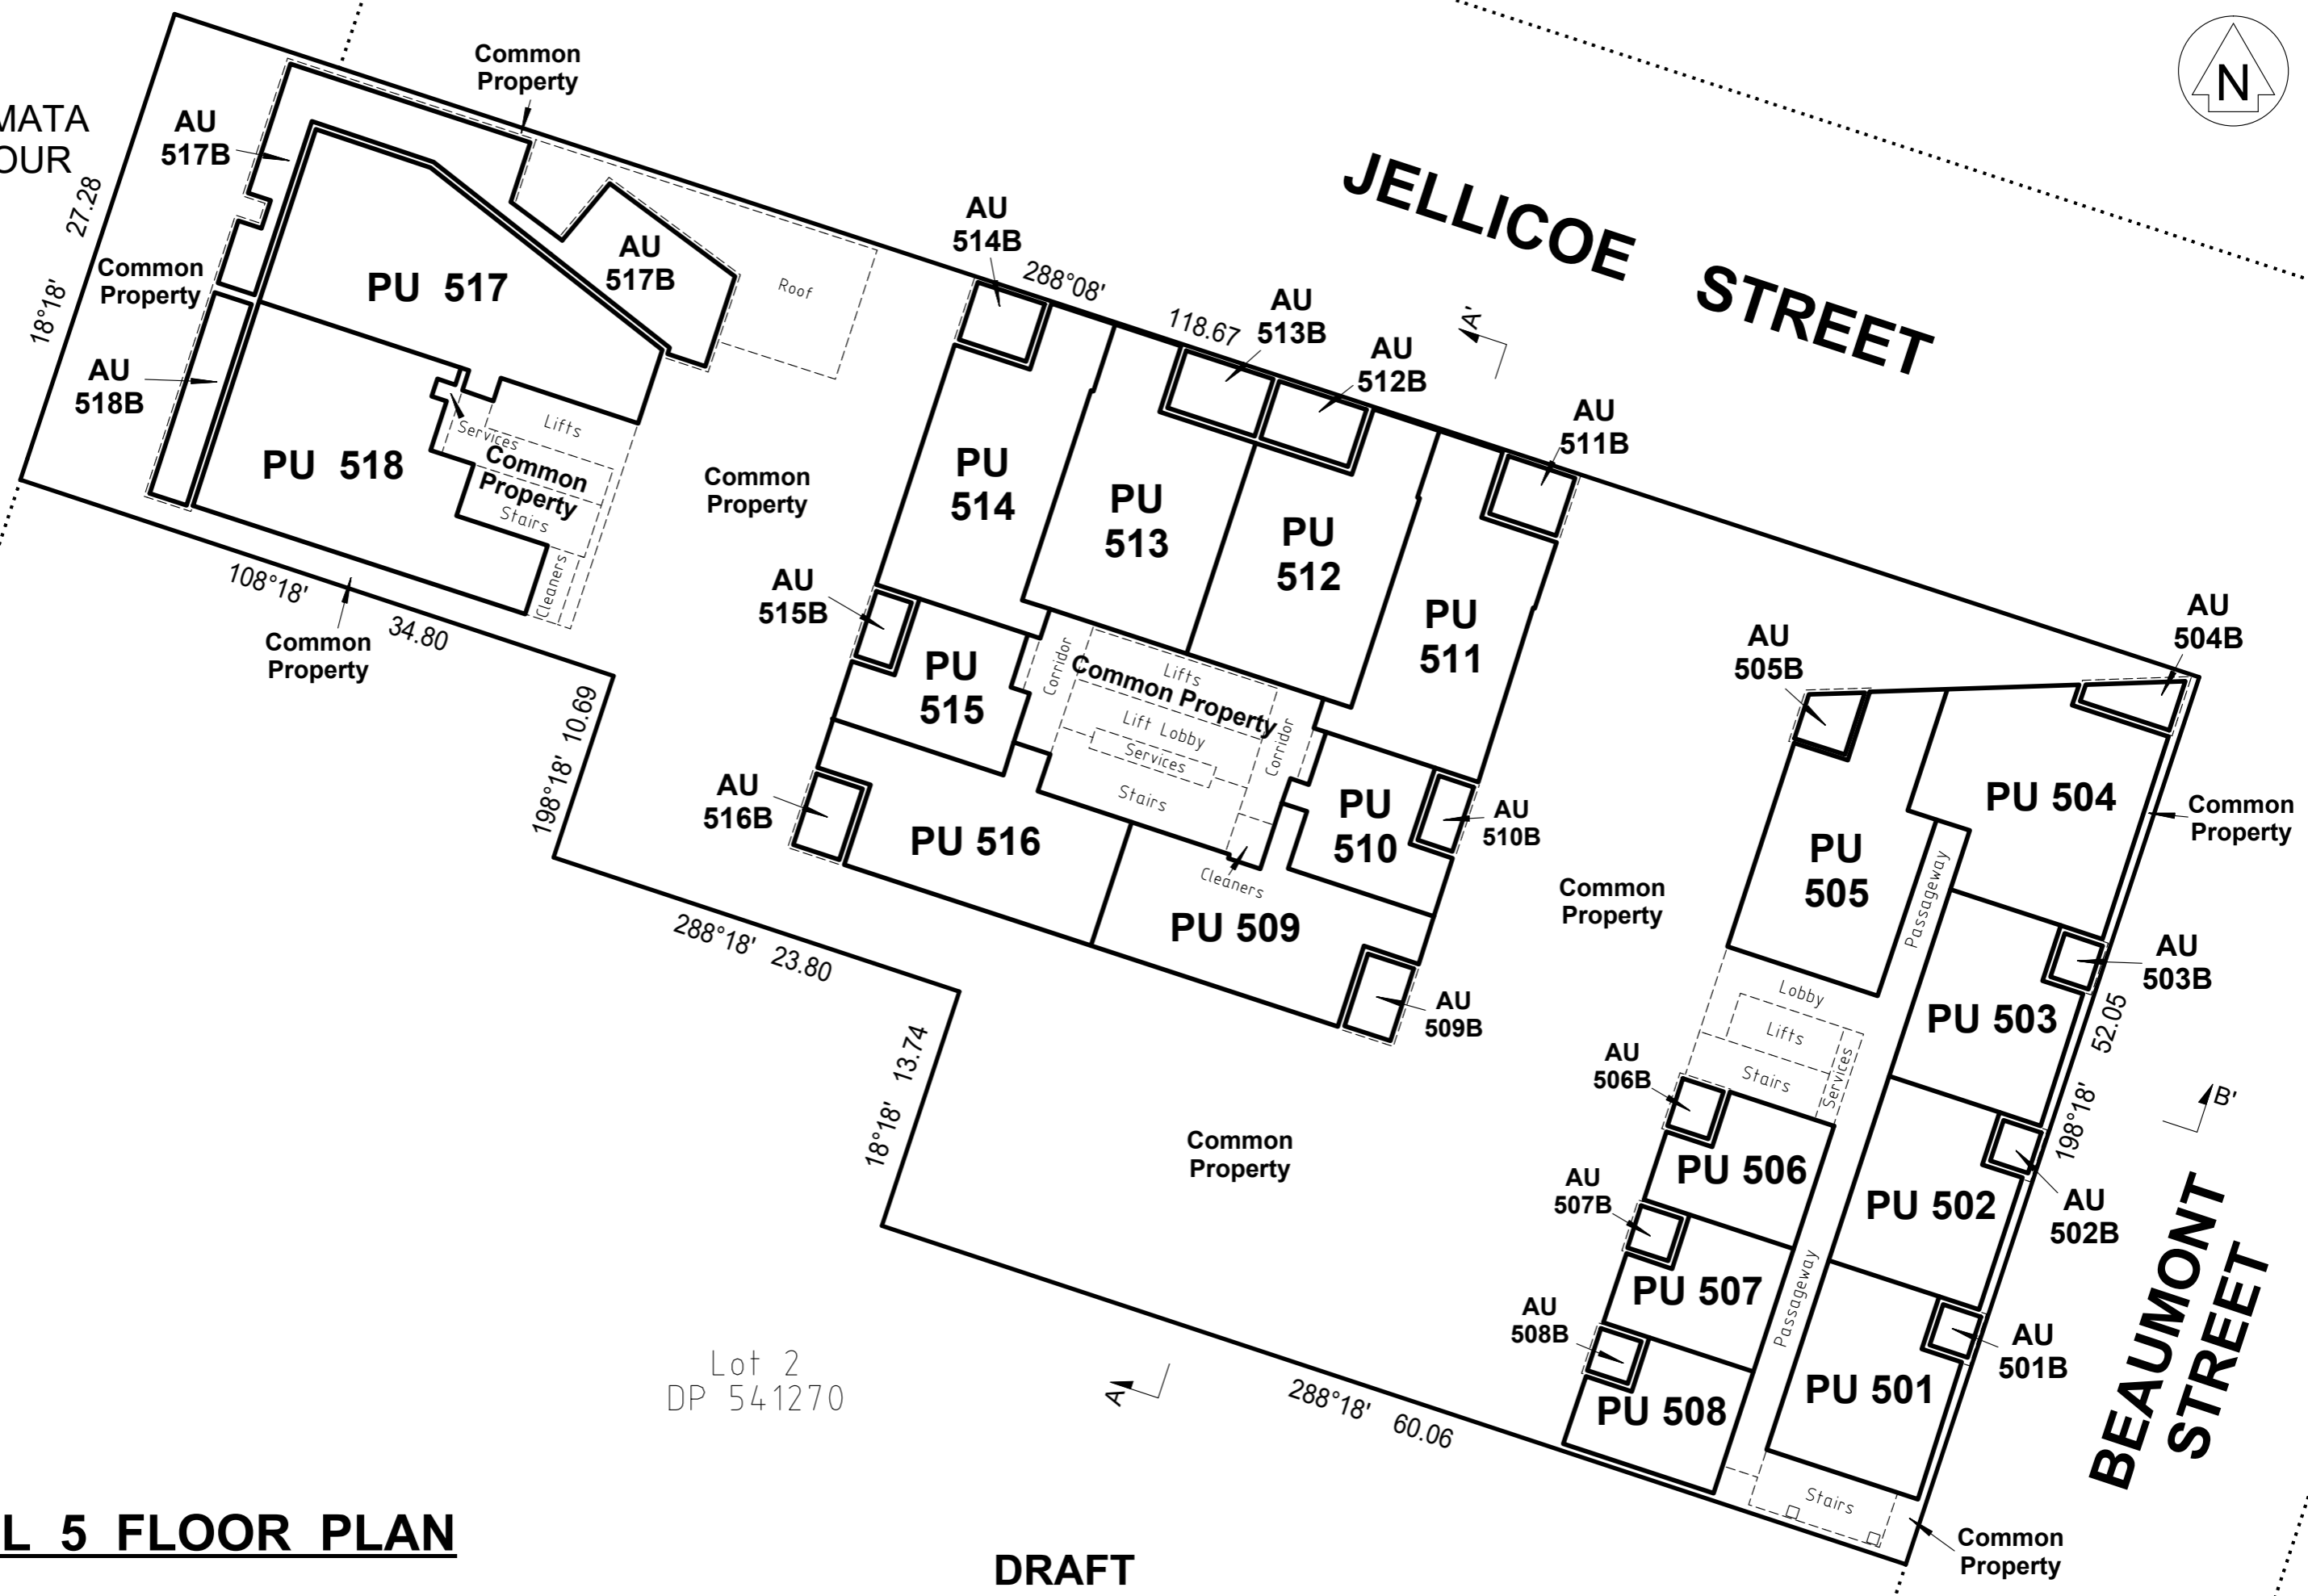 N
MATA
OUR
Common
Property
AU
517B
27.28
18°18'
Common
Property
PU 517
AU
517B
Roof
AU
514B
288°08'
118.67
AU
513B
AU
512B
A'
JELLICOE STREET
AU
518B
PU 518
Lifts
Services
Common
Property
Stairs
Cleaners
Common
Property
108°18'
34.80
Common
Property
198°18' 10.69
AU
511B
PU
514
PU
513
PU
512
PU
511
AU
515B
PU
515
Corridor
Lifts
Common Property
Lift Lobby
Services
Corridor
Stairs
Cleaners
AU
516B
PU 516
PU
510
AU
510B
PU 509
AU
509B
288°18' 23.80
18°18' 13.74
Common
Property
Common
Property
AU
505B
AU
504B
PU 504
Common
Property
PU
505
Passageway
AU
503B
PU 503
52.05
198°18'
Lobby
Lifts
Services
Stairs
AU
506B
PU 506
PU 502
AU
502B
B'
AU
507B
PU 507
Passageway
AU
508B
PU 508
PU 501
AU
501B
BEAUMONT
STREET
Stairs
Common
Property
Lot 2
DP 541270
A
288°18' 60.06
L 5 FLOOR PLAN
DRAFT